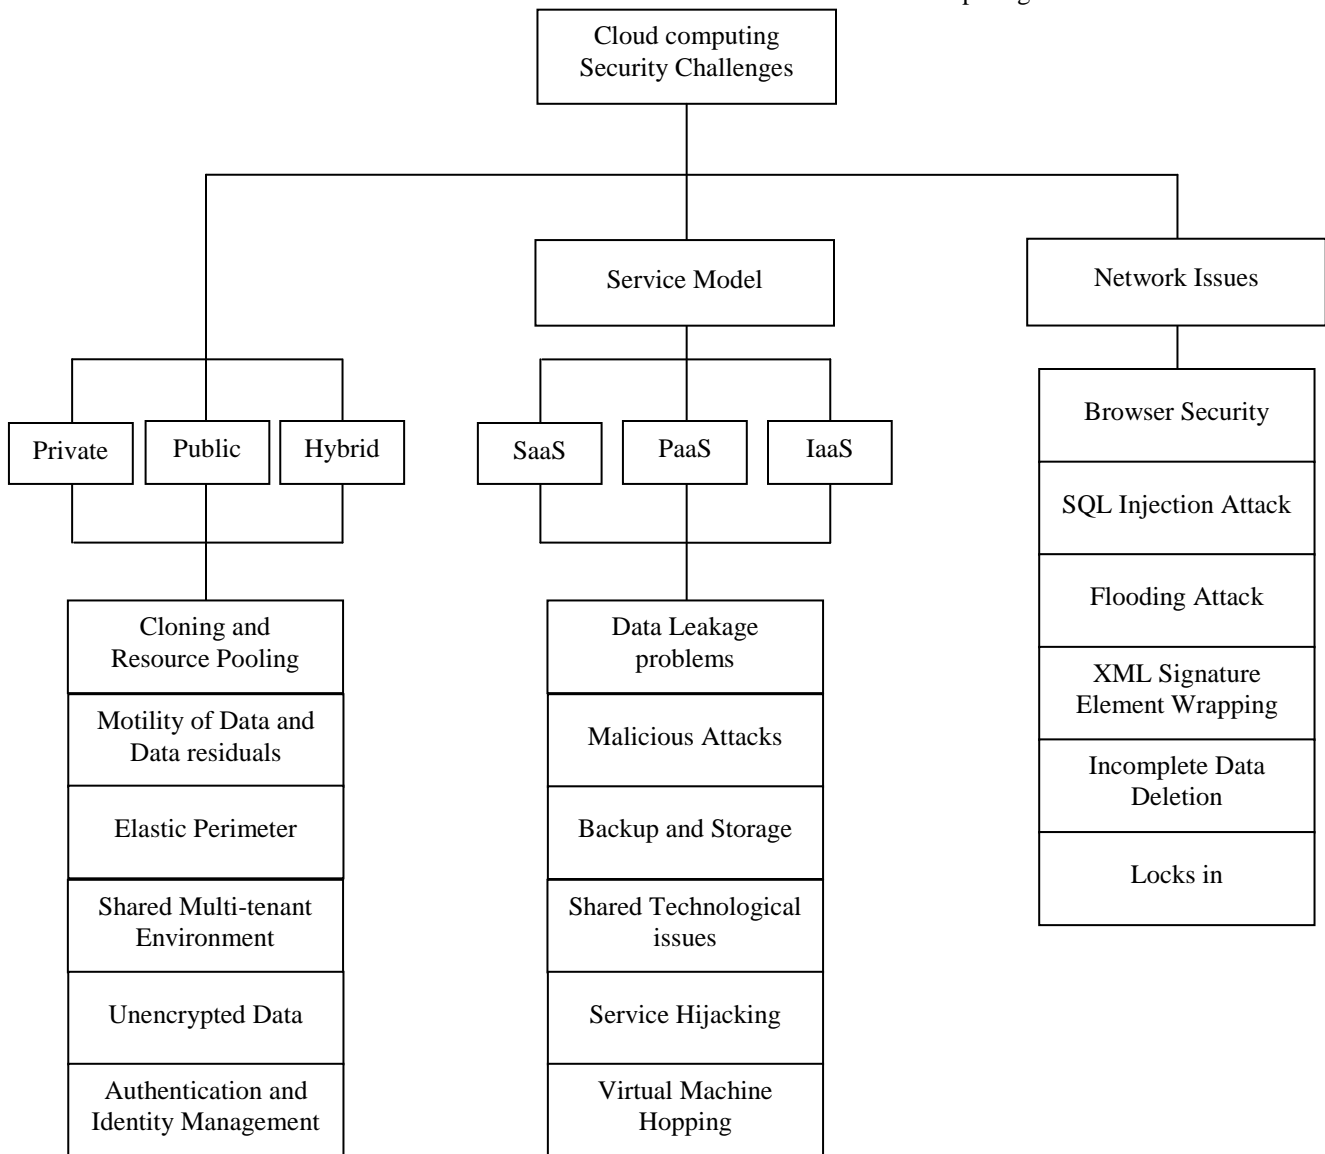 Cloud computing
Security Challenges
Service Model
Network Issues
Private
Public
Hybrid
SaaS
PaaS
IaaS
Cloning and
Resource Pooling
Motility of Data and
Data residuals
Elastic Perimeter
Shared Multi-tenant
Environment
Unencrypted Data
Authentication and
Identity Management
Data Leakage
problems
Malicious Attacks
Backup and Storage
Shared Technological
issues
Service Hijacking
Virtual Machine
Hopping
Browser Security
SQL Injection Attack
Flooding Attack
XML Signature
Element Wrapping
Incomplete Data
Deletion
Locks in